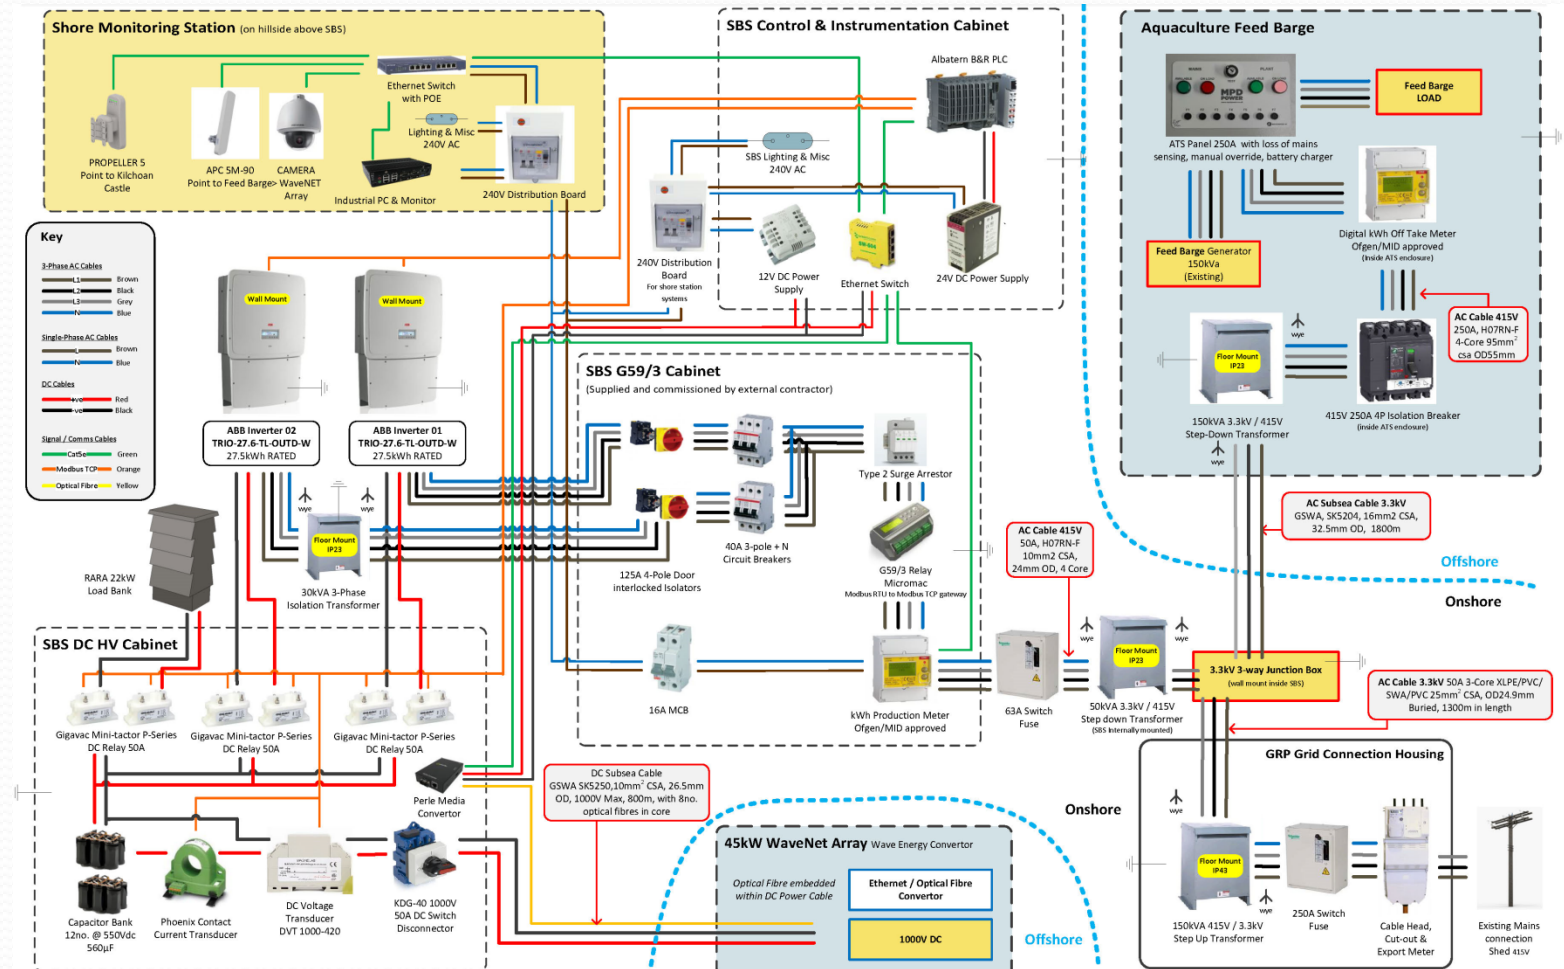 Shore Monitoring Station (on hillside above SBS)
Ethernet Switch
with POE
Lighting & Misc
240V AC
PROPELLER 5
Point to Kilchoan
Castle
APC 5M-90
Point to Feed Barge>
CAMERA
WaveNET
Array
Industrial PC & Monitor
240V Distribution Board
SBS Control & Instrumentation Cabinet
Albatern B&R PLC
SBS Lighting & Misc
240V AC
240V Distribution
Board
For shore station
systems
12V DC Power
Supply
Ethernet Switch
24V DC Power Supply
Aquaculture Feed Barge
MPD
POWER
Feed Barge
LOAD
ATS Panel 250A with loss of mains
sensing, manual override, battery charger
Feed Barge Generator
150kVa
(Existing)
Digital kWh Off Take Meter
Ofgen/MID approved
(Inside ATS enclosure)
AC Cable 415V
250A, H07RN-F
4-Core 95mm²
csa OD55mm
wye
Floor Mount
IP23
150kVA 3.3kV / 415V
Step-Down Transformer
wye
415V 250A 4P Isolation Breaker
(inside ATS enclosure)
Key
3-Phase AC Cables
L1 Brown
L2 Black
L3 Grey
N Blue
Single-Phase AC Cables
L Brown
N Blue
DC Cables
+ve Red
-ve Black
Signal / Comms Cables
Cat5e Green
Modbus TCP Orange
Optical Fibre Yellow
Wall Mount
Wall Mount
ABB Inverter 02
TRIO-27.6-TL-OUTD-W
27.5kWh RATED
ABB Inverter 01
TRIO-27.6-TL-OUTD-W
27.5kWh RATED
wye
wye
Floor Mount
IP23
30kVA 3-Phase
Isolation Transformer
RARA 22kW
Load Bank
SBS G59/3 Cabinet
(Supplied and commissioned by external contractor)
Type 2 Surge Arrestor
40A 3-pole + N
Circuit Breakers
125A 4-Pole Door
interlocked Isolators
G59/3 Relay
Micromac
Modbus RTU to Modbus TCP gateway
16A MCB
kWh Production Meter
Ofgen/MID approved
AC Cable 415V
50A, H07RN-F
10mm2 CSA,
24mm OD, 4 Core
63A Switch
Fuse
wye
wye
Floor Mount
IP23
50kVA 3.3kV / 415V
Step down Transformer
(SBS Internally mounted)
AC Subsea Cable 3.3kV
GSWA, SK5204, 16mm2 CSA,
32.5mm OD, 1800m
Offshore
Onshore
3.3kV 3-way Junction Box
(wall mount inside SBS)
AC Cable 3.3kV 50A 3-Core XLPE/PVC/
SWA/PVC 25mm² CSA, OD24.9mm
Buried, 1300m in length
SBS DC HV Cabinet
Gigavac Mini-tactor P-Series
DC Relay 50A
Gigavac Mini-tactor P-Series
DC Relay 50A
Gigavac Mini-tactor P-Series
DC Relay 50A
Perle Media
Convertor
Capacitor Bank
12no. @ 550Vdc
560µF
Phoenix Contact
Current Transducer
DC Voltage
Transducer
DVT 1000-420
KDG-40 1000V
50A DC Switch
Disconnector
DC Subsea Cable
GSWA SK5250,10mm² CSA, 26.5mm
OD, 1000V Max, 800m, with 8no.
optical fibres in core
45kW WaveNet Array Wave Energy Convertor
Optical Fibre embedded
within DC Power Cable
Ethernet / Optical Fibre
Convertor
1000V DC
Offshore
Onshore
GRP Grid Connection Housing
wye
Floor Mount
IP43
wye
150kVA 415V / 3.3kV
Step Up Transformer
250A Switch
Fuse
Cable Head,
Cut-out &
Export Meter
Existing Mains
connection
Shed 415V